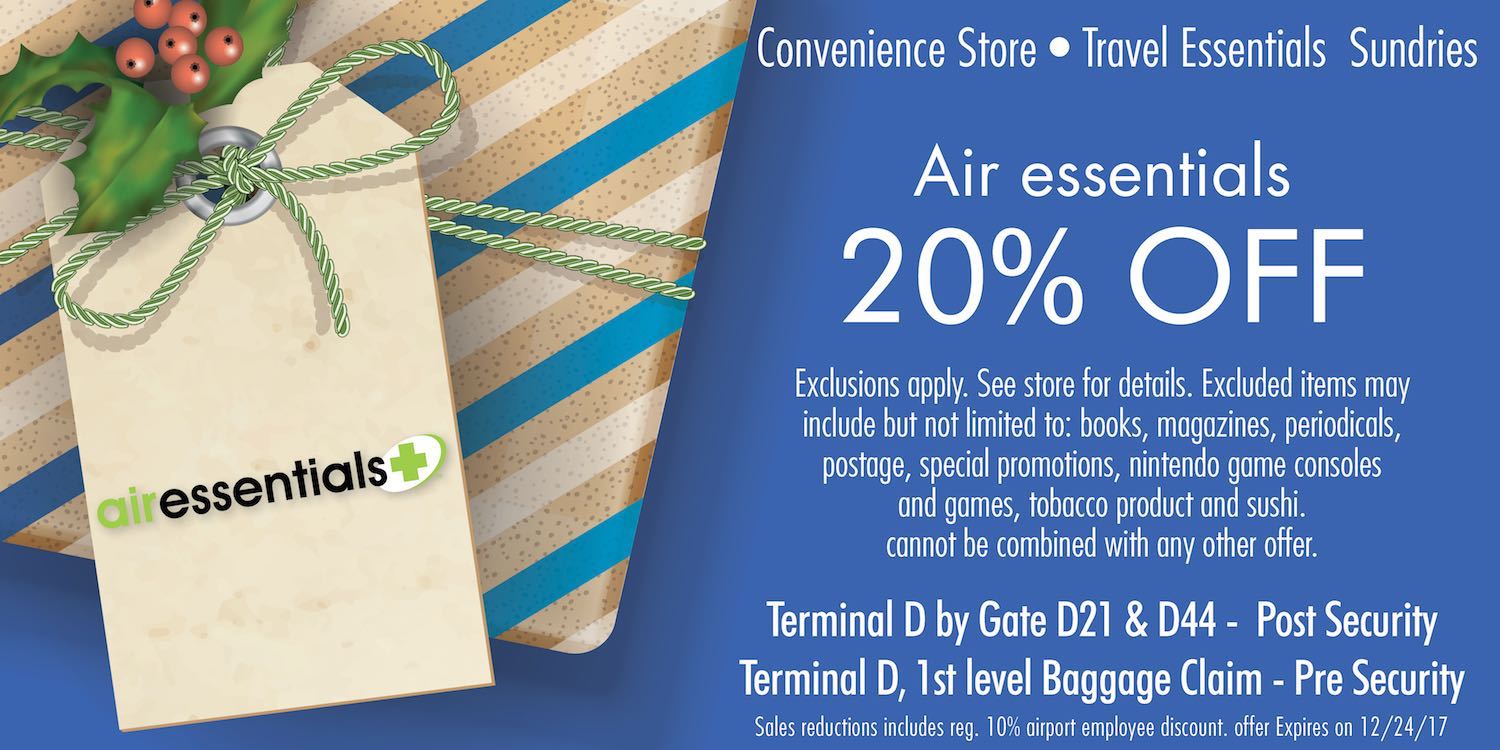 Convenience Store • Travel Essentials  Sundries
Air essentials
20% OFF
Exclusions apply. See store for details. Excluded items may
include but not limited to: books, magazines, periodicals,
postage, special promotions, nintendo game consoles
and games, tobacco product and sushi.
cannot be combined with any other offer.
Terminal D by Gate D21 & D44 -  Post Security
Terminal D, 1st level Baggage Claim - Pre Security
Sales reductions includes reg. 10% airport employee discount. offer Expires on 12/24/17
airessentials